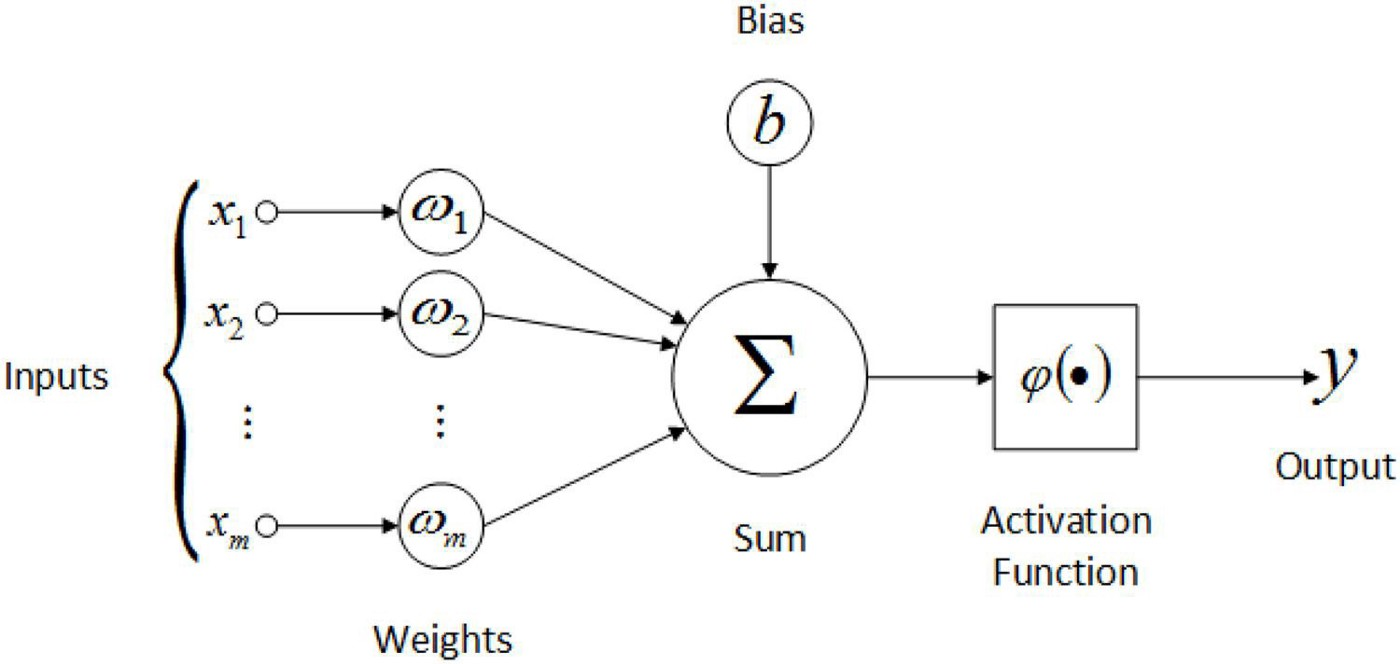 Bias
b
x₁
ω₁
x₂
ω₂
Inputs
⋮
⋮
xₘ
ωₘ
Weights
Σ
Sum
φ(•)
Activation
Function
y
Output